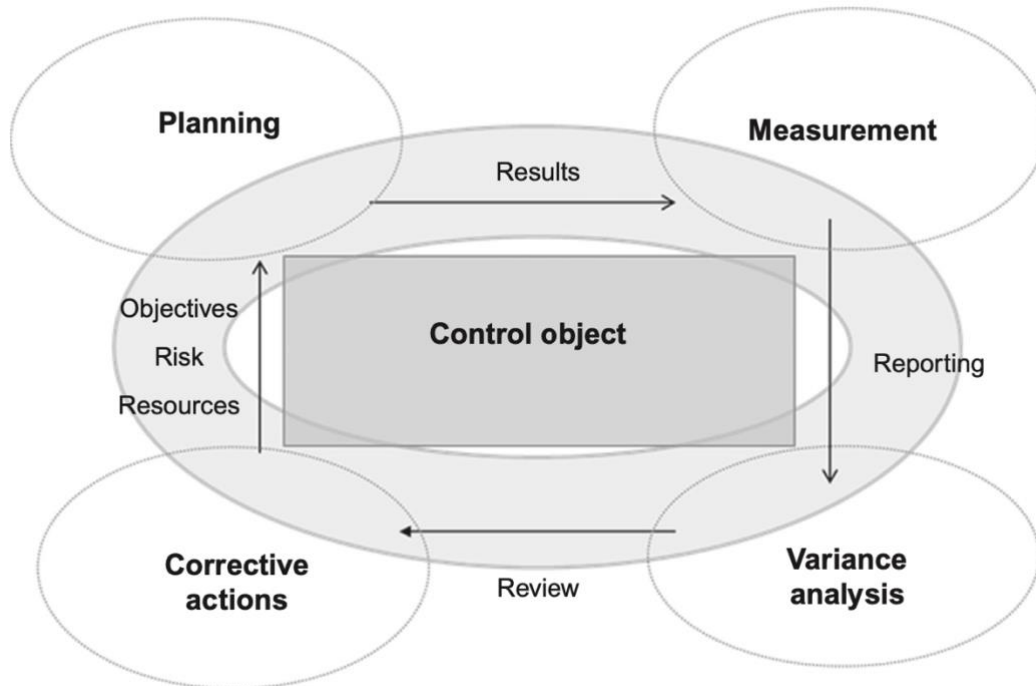 Planning
Measurement
Results
Objectives
Risk
Resources
Control object
Reporting
Corrective
actions
Review
Variance
analysis